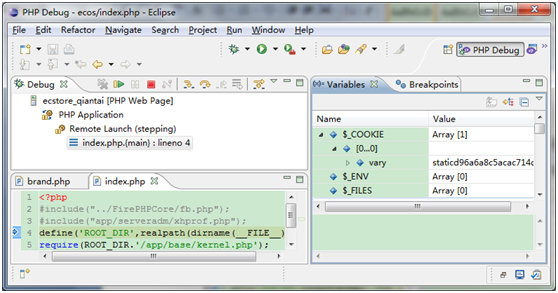 PHP Debug - ecos/index.php - Eclipse
File Edit Refactor Navigate Search Project Run Window Help
PHP Debug
Debug
ecstore_qiantai [PHP Web Page]
PHP Application
Remote Launch (stepping)
index.php.(main) : lineno 4
Variables Breakpoints
Name Value
$_COOKIE Array [1]
[0...0]
vary staticd96a6a8c5acac714c
$_ENV Array [0]
$_FILES Array [0]
brand.php index.php
1 <?php
2 #include("../FirePHPCore/fb.php");
3 #include("app/serveradm/xhprof.php");
4 define('ROOT_DIR',realpath(dirname(__FILE__)
5 require(ROOT_DIR.'/app/base/kernel.php');